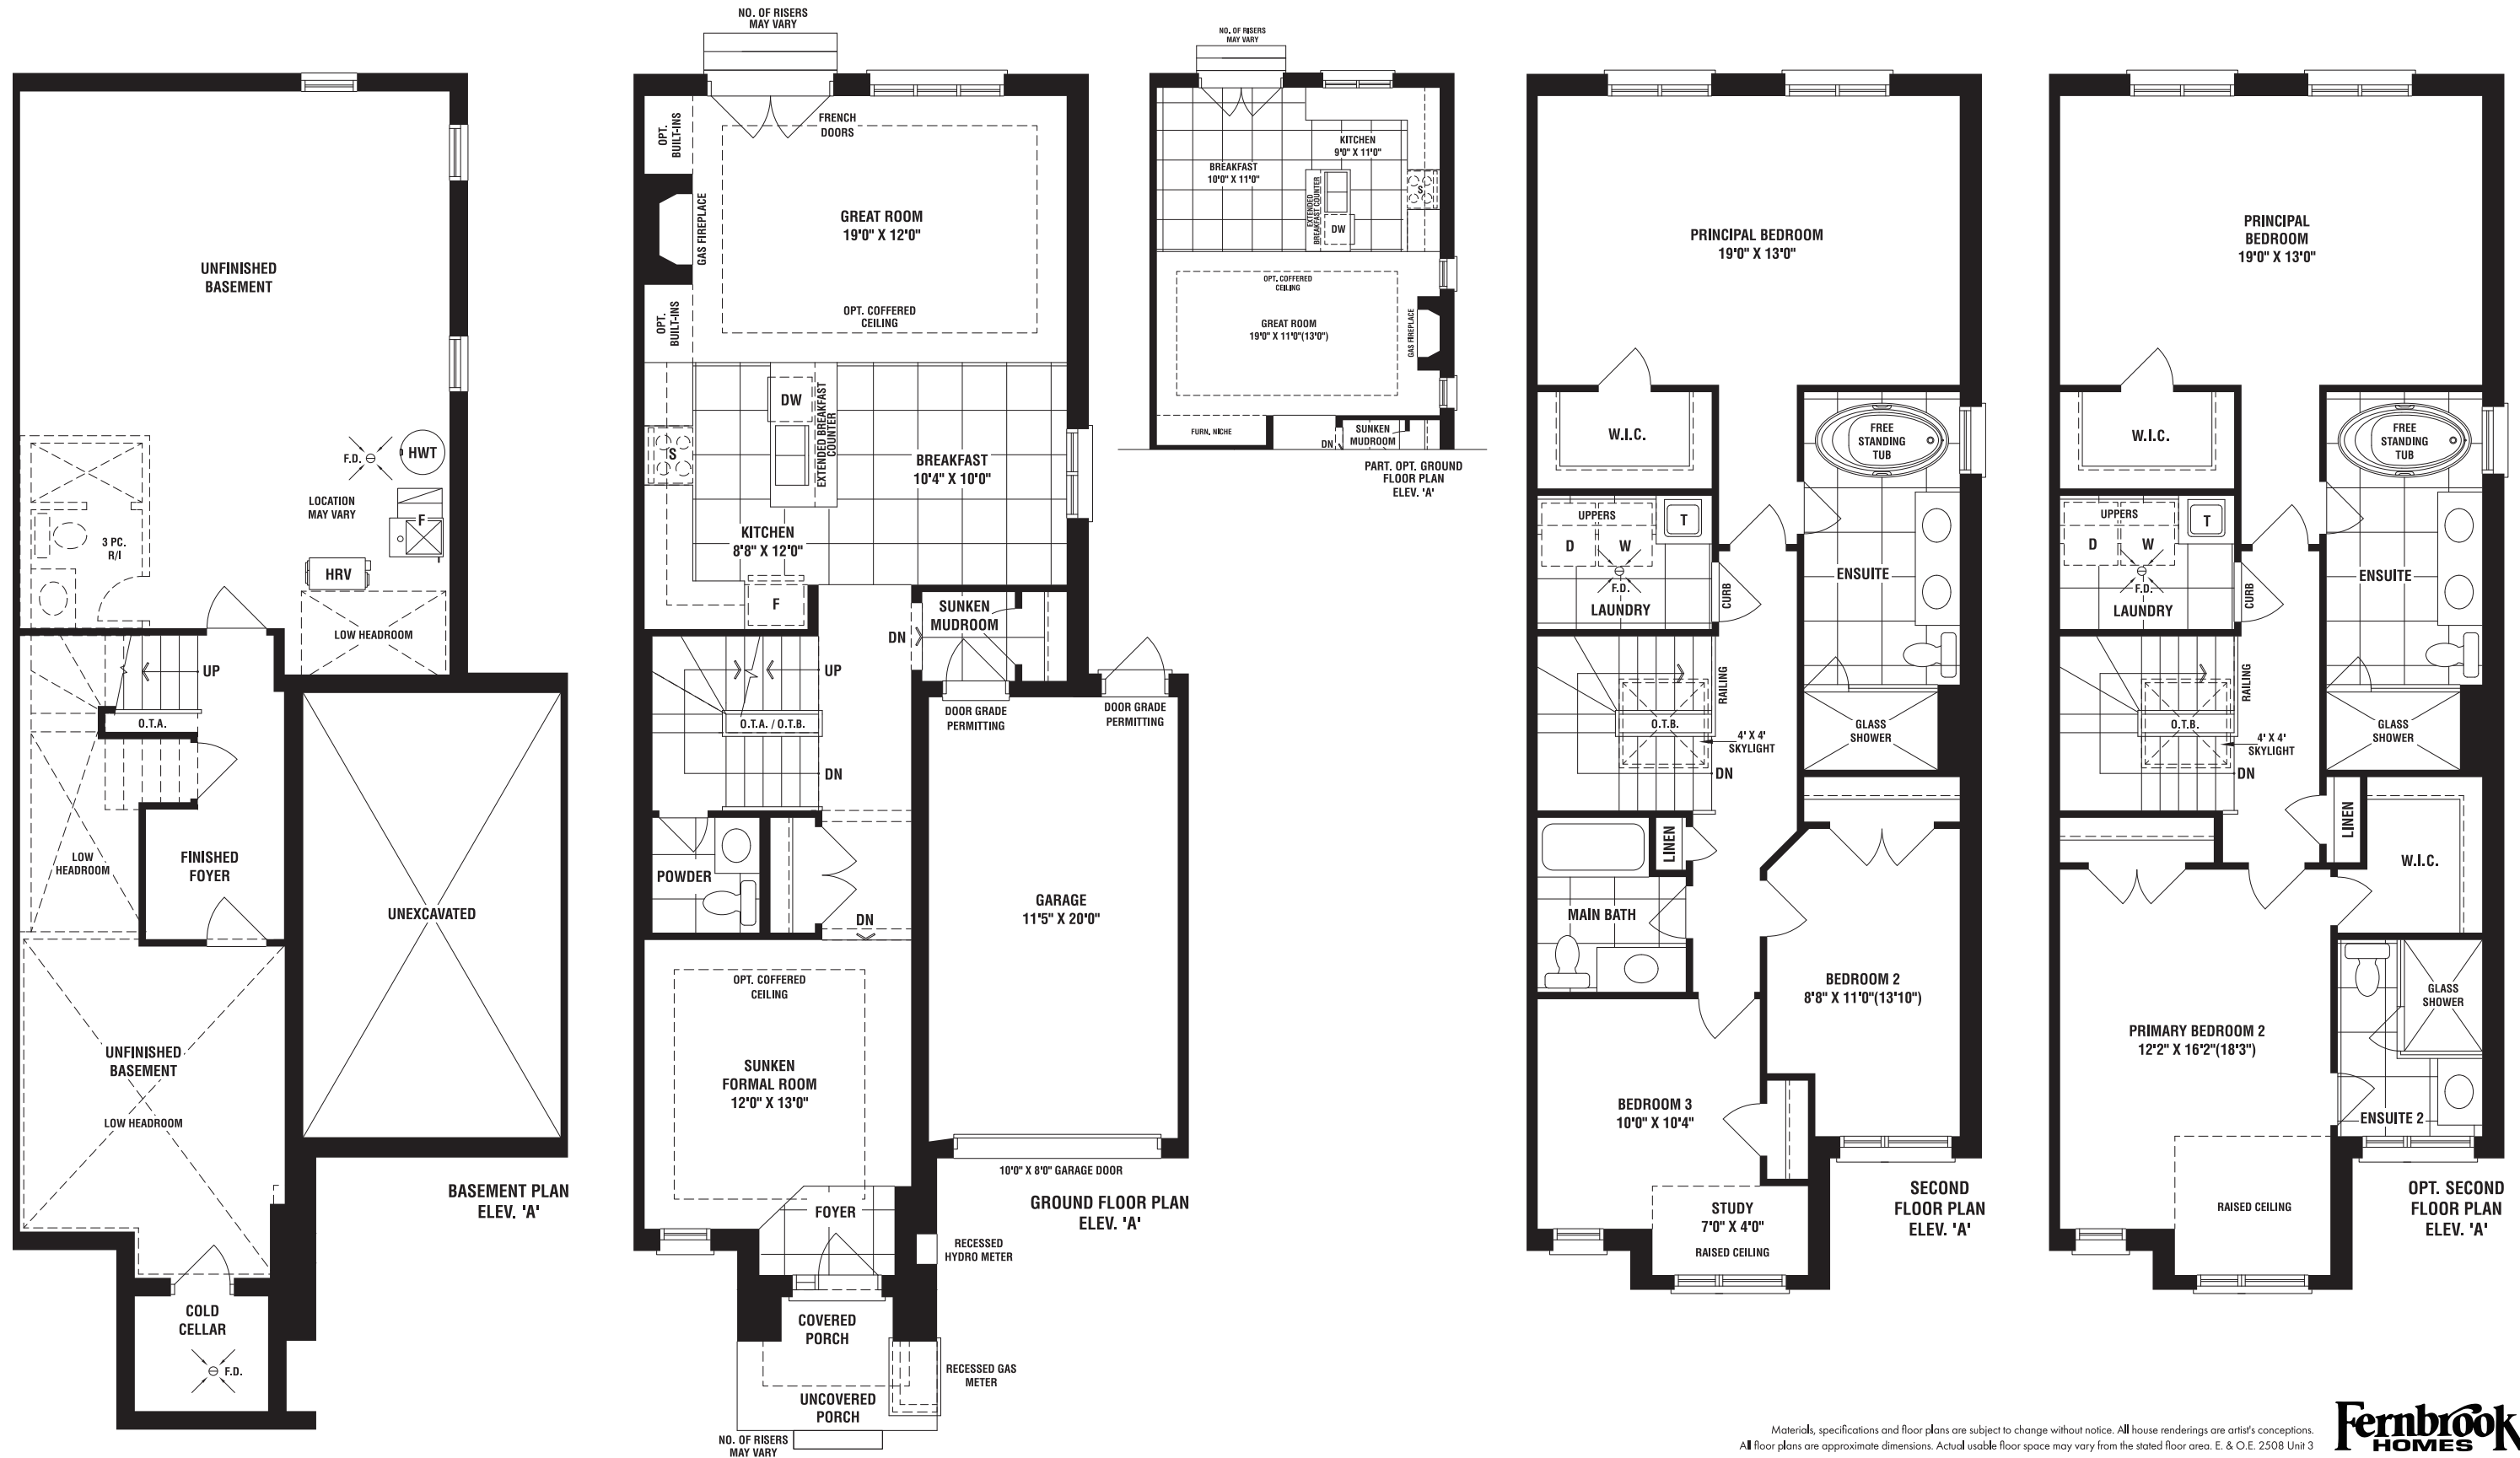 UNFINISHED
BASEMENT
F.D.
HWT
LOCATION
MAY VARY
F
3 PC.
R/I
HRV
LOW HEADROOM
UP
O.T.A.
LOW
HEADROOM
FINISHED
FOYER
UNEXCAVATED
UNFINISHED
BASEMENT
LOW HEADROOM
COLD
CELLAR
F.D.
BASEMENT PLAN
ELEV. 'A'
NO. OF RISERS
MAY VARY
OPT.
BUILT-INS
FRENCH
DOORS
GAS FIREPLACE
GREAT ROOM
19'0" X 12'0"
OPT.
BUILT-INS
OPT. COFFERED
CEILING
DW
EXTENDED BREAKFAST
COUNTER
S
BREAKFAST
10'4" X 10'0"
KITCHEN
8'8" X 12'0"
F
SUNKEN
MUDROOM
DN
UP
DOOR GRADE
PERMITTING
DOOR GRADE
PERMITTING
O.T.A. / O.T.B.
DN
POWDER
DN
GARAGE
11'5" X 20'0"
OPT. COFFERED
CEILING
SUNKEN
FORMAL ROOM
12'0" X 13'0"
10'0" X 8'0" GARAGE DOOR
FOYER
RECESSED
HYDRO METER
COVERED
PORCH
RECESSED GAS
METER
UNCOVERED
PORCH
NO. OF RISERS
MAY VARY
GROUND FLOOR PLAN
ELEV. 'A'
NO. OF RISERS
MAY VARY
KITCHEN
9'0" X 11'0"
BREAKFAST
10'0" X 11'0"
S
EXTENDED
BREAKFAST COUNTER
DW
OPT. COFFERED
CEILING
GREAT ROOM
19'0" X 11'0"(13'0")
GAS FIREPLACE
FURN. NICHE
SUNKEN
MUDROOM
DN
PART. OPT. GROUND
FLOOR PLAN
ELEV. 'A'
PRINCIPAL BEDROOM
19'0" X 13'0"
W.I.C.
FREE
STANDING
TUB
UPPERS
T
D
W
F.D.
LAUNDRY
CURB
ENSUITE
RAILING
O.T.B.
4' X 4'
SKYLIGHT
DN
GLASS
SHOWER
LINEN
MAIN BATH
BEDROOM 2
8'8" X 11'0"(13'10")
BEDROOM 3
10'0" X 10'4"
STUDY
7'0" X 4'0"
RAISED CEILING
SECOND
FLOOR PLAN
ELEV. 'A'
PRINCIPAL
BEDROOM
19'0" X 13'0"
W.I.C.
FREE
STANDING
TUB
UPPERS
T
D
W
F.D.
LAUNDRY
CURB
ENSUITE
RAILING
O.T.B.
4' X 4'
SKYLIGHT
DN
GLASS
SHOWER
LINEN
W.I.C.
GLASS
SHOWER
PRIMARY BEDROOM 2
12'2" X 16'2"(18'3")
ENSUITE 2
RAISED CEILING
OPT. SECOND
FLOOR PLAN
ELEV. 'A'
Materials, specifications and floor plans are subject to change without notice. All house renderings are artist's conceptions.
All floor plans are approximate dimensions. Actual usable floor space may vary from the stated floor area. E. & O.E. 2508 Unit 3
Fernbrook
HOMES